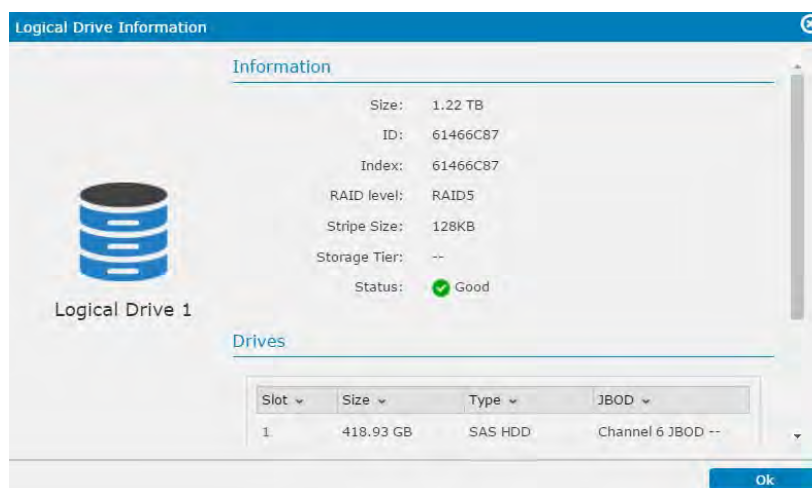 Logical Drive Information
Information
Size: 1.22 TB
ID: 61466C87
Index: 61466C87
RAID level: RAID5
Stripe Size: 128KB
Storage Tier: --
Status: Good
Logical Drive 1
Drives
Slot Size Type JBOD
1 418.93 GB SAS HDD Channel 6 JBOD --
Ok